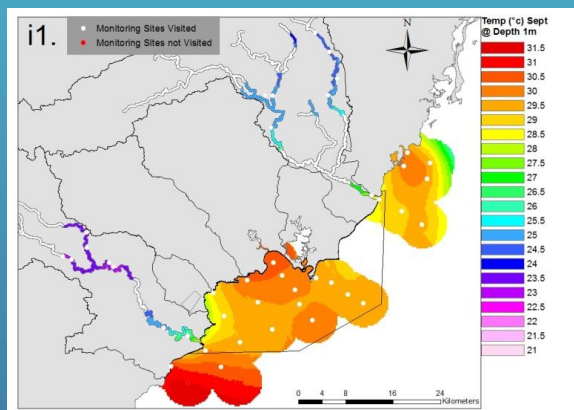 i1.
Monitoring Sites Visited
Monitoring Sites not Visited
N
Temp (°c) Sept
@ Depth 1m
31.5
31
30.5
30
29.5
29
28.5
28
27.5
27
26.5
26
25.5
25
24.5
24
23.5
23
22.5
22
21.5
21
0 4 8 16 24
Kilometers